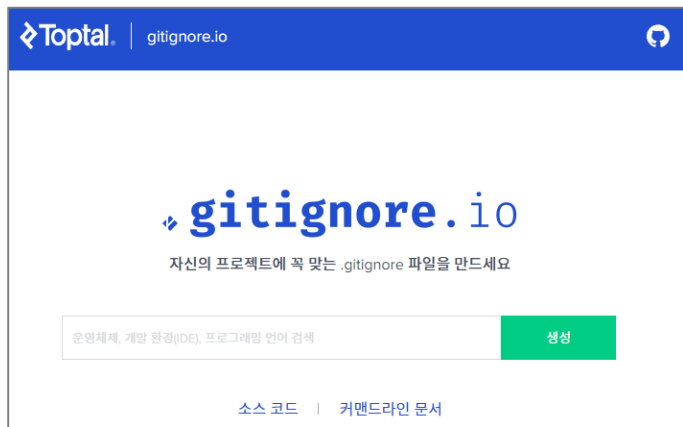 Toptal. gitignore.io
.gitignore.io
자신의 프로젝트에 꼭 맞는 .gitignore 파일을 만드세요
운영체제, 개발 환경(IDE), 프로그래밍 언어 검색 생성
소스 코드 | 커맨드라인 문서